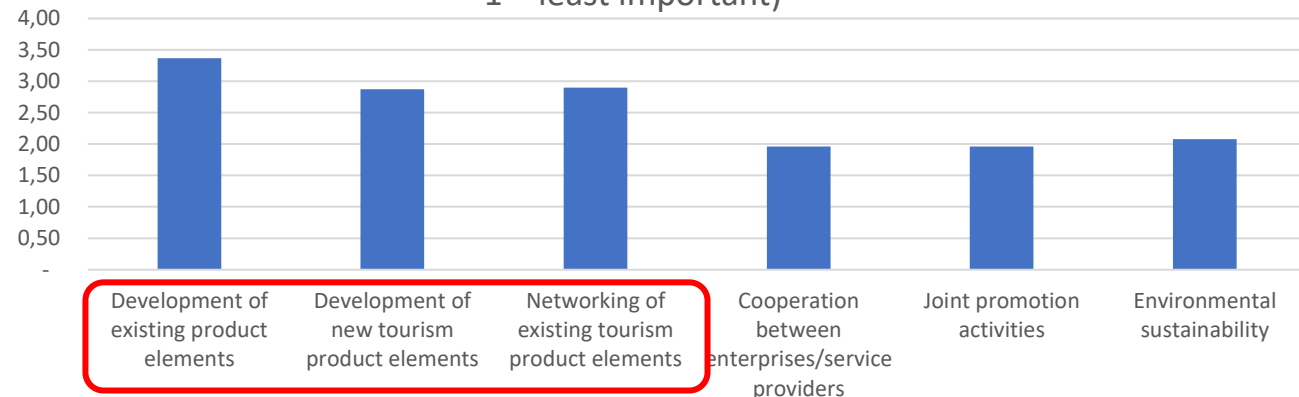 least important)
4,00
3,50
3,00
2,50
2,00
1,50
1,00
0,50
-
Development of
existing product
elements
Development of
new tourism
product elements
Networking of
existing tourism
product elements
Cooperation
between
enterprises/service
providers
Joint promotion
activities
Environmental
sustainability